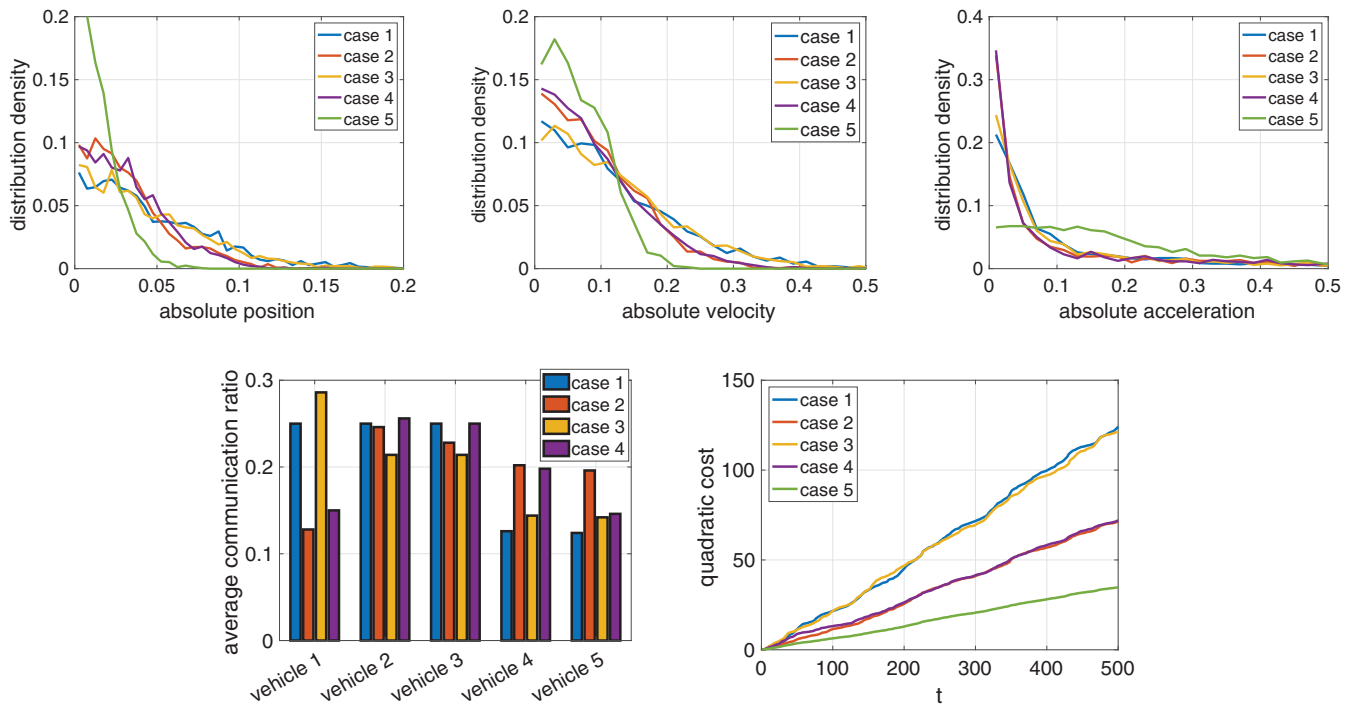 0.2
0.15
0.1
0.05
0
distribution density
0
0.05
0.1
0.15
0.2
absolute position
case 1
case 2
case 3
case 4
case 5
0.2
0.15
0.1
0.05
0
distribution density
0
0.1
0.2
0.3
0.4
0.5
absolute velocity
case 1
case 2
case 3
case 4
case 5
0.4
0.3
0.2
0.1
0
distribution density
0
0.1
0.2
0.3
0.4
0.5
absolute acceleration
case 1
case 2
case 3
case 4
case 5
0.3
0.2
0.1
0
average communication ratio
vehicle 1
vehicle 2
vehicle 3
vehicle 4
vehicle 5
case 1
case 2
case 3
case 4
150
100
50
0
quadratic cost
0
100
200
300
400
500
t
case 1
case 2
case 3
case 4
case 5